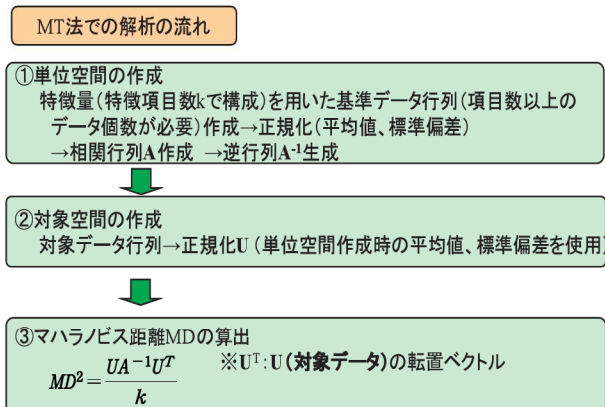 MT法での解析の流れ
①単位空間の作成
特徴量(特徴項目数kで構成)を用いた基準データ行列(項目数以上の
データ個数が必要)作成→正規化(平均値、標準偏差)
→相関行列A作成 →逆行列A⁻¹生成
②対象空間の作成
対象データ行列→正規化U(単位空間作成時の平均値、標準偏差を使用)
③マハラノビス距離MDの算出
MD² = UA⁻¹Uᵀ / k ※Uᵀ:U(対象データ)の転置ベクトル